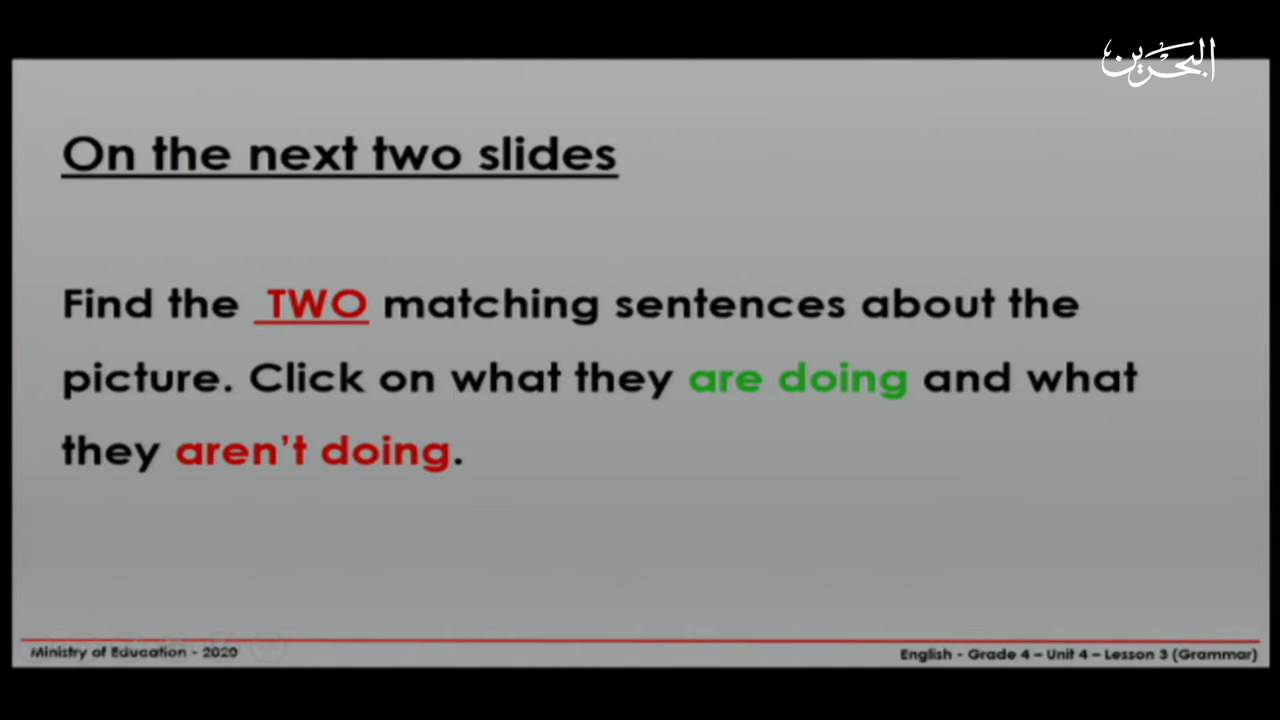 البحرين
On the next two slides
Find the TWO matching sentences about the
picture. Click on what they are doing and what
they aren't doing.
Ministry of Education - 2020
English - Grade 4 – Unit 4 – Lesson 3 (Grammar)